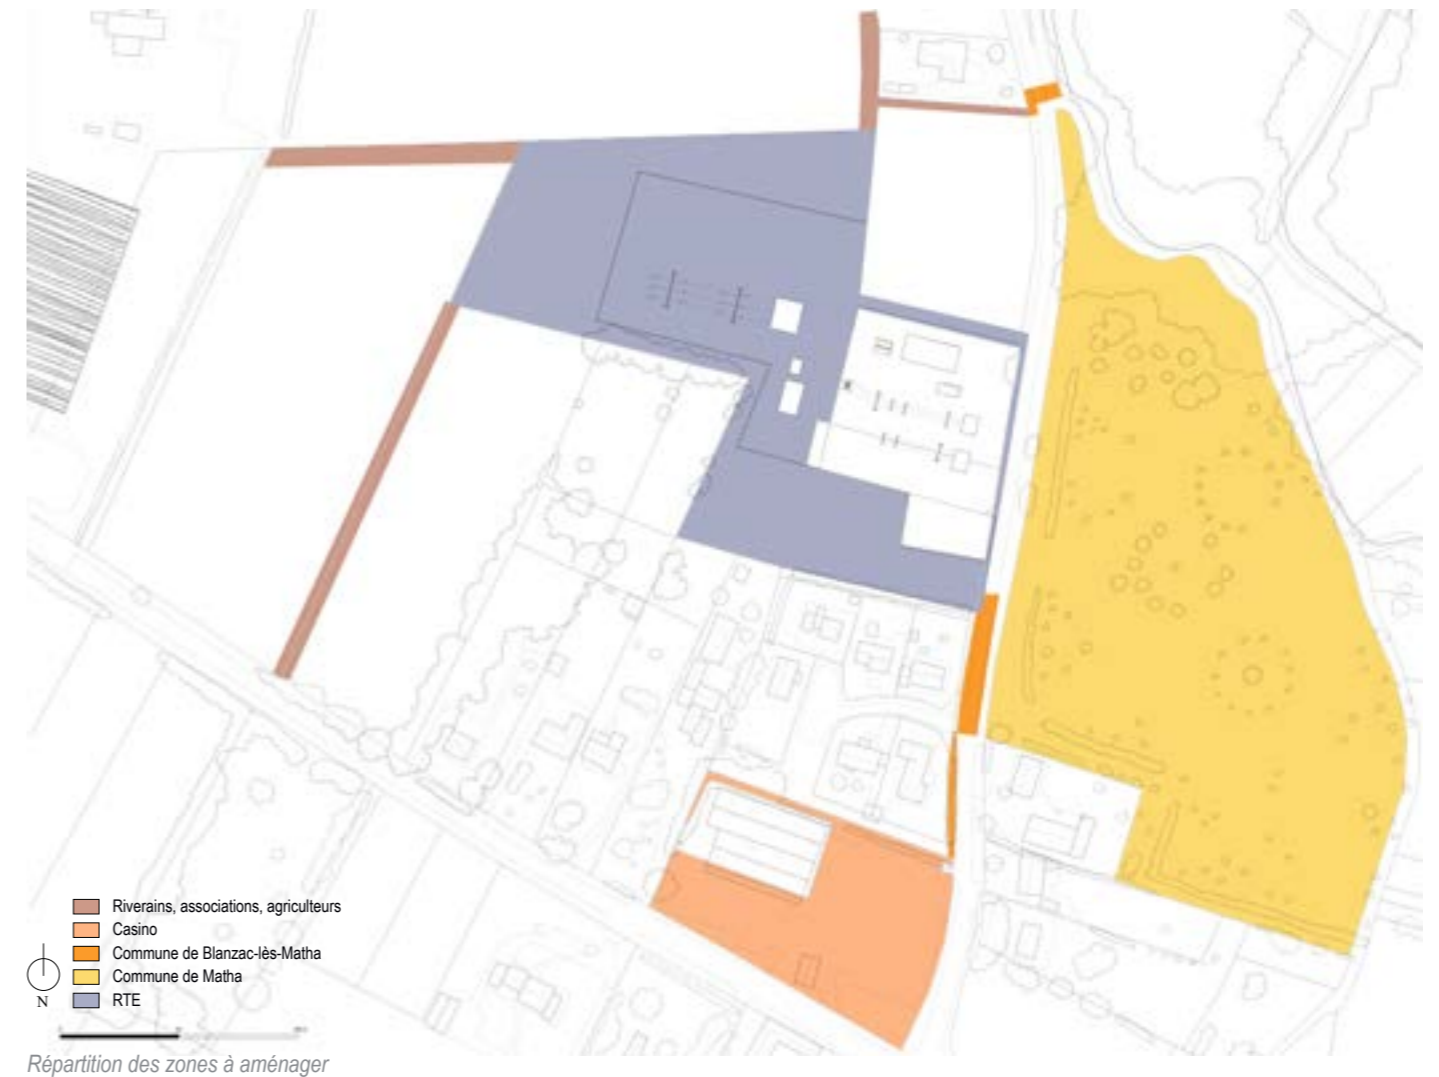 Riverains, associations, agriculteurs
Casino
Commune de Blanzac-lès-Matha
Commune de Matha
RTE
N
Répartition des zones à aménager